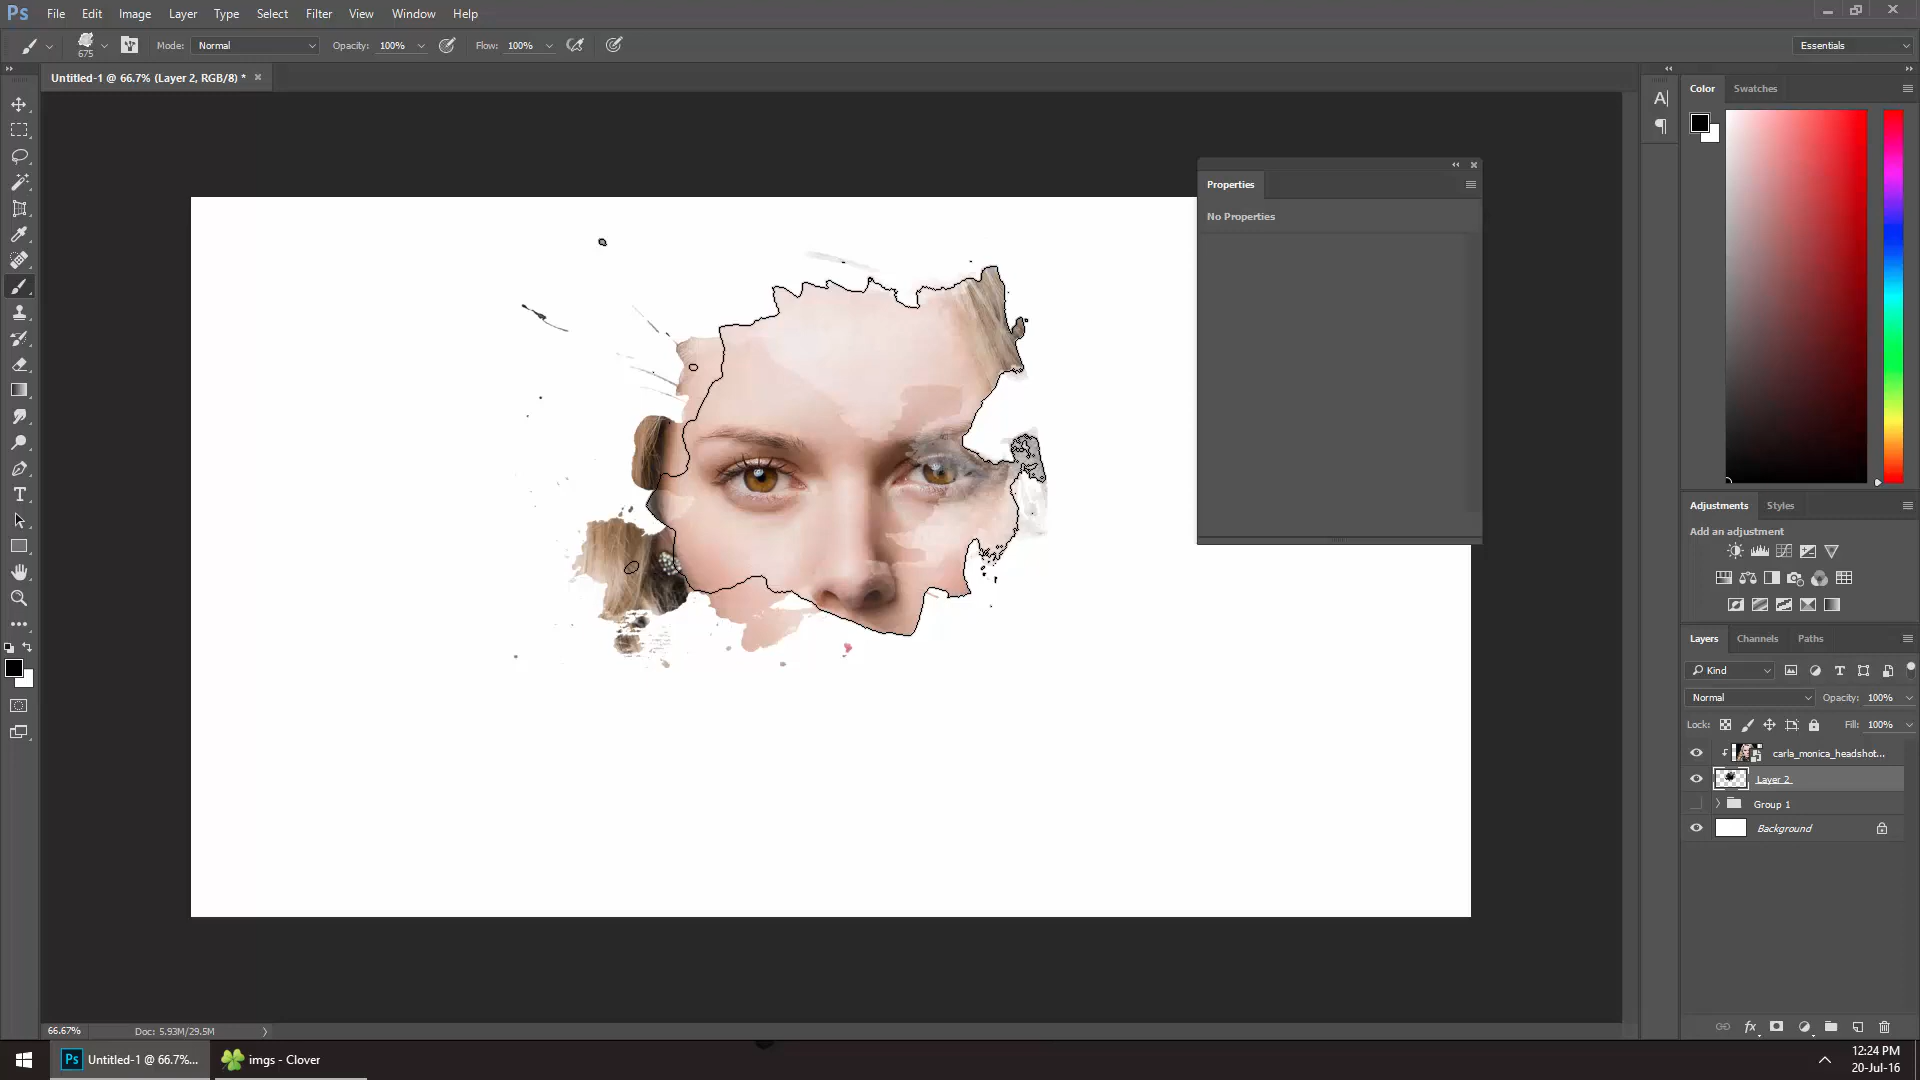 Ps File Edit Image Layer Type Select Filter 3D View Window Help
675 Mode: Normal Opacity: 100% Flow: 100% Essentials
Untitled-1 @ 66.7% (Layer 2, RGB/8) *
A
Color Swatches
Properties
No Properties
T
Adjustments Styles
Add an adjustment
Layers Channels Paths
Kind T
Normal Opacity: 100%
Lock: Fill: 100%
carla_monica_headshot...
Layer 2
Group 1
Background
66.67% Doc: 5.93M/29.5M
fx
Ps Untitled-1 @ 66.7%... imgs - Clover
12:24 PM
20-Jul-16